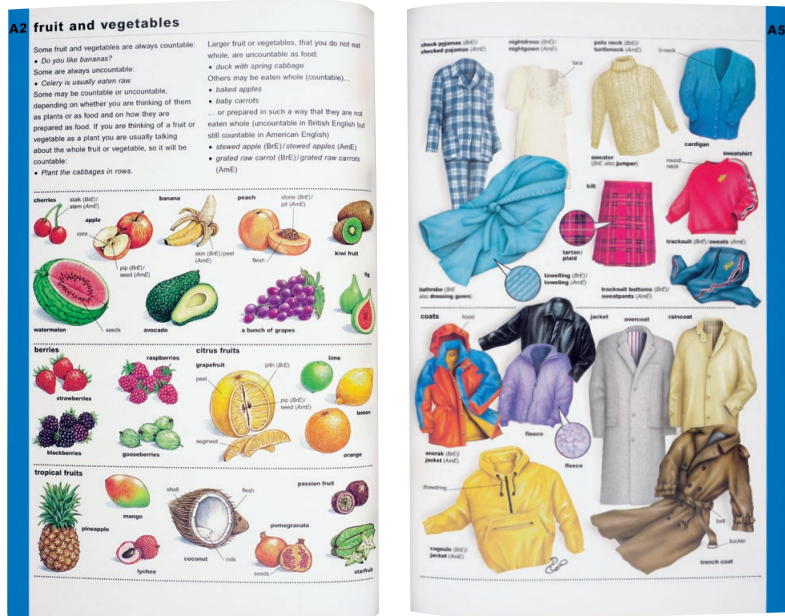 A2 fruit and vegetables
Some fruit and vegetables are always countable:
• Do you like bananas?
Some are always uncountable:
• Celery is usually eaten raw.
Some may be countable or uncountable,
depending on whether you are thinking of them
as plants or as food and on how they are
prepared as food. If you are thinking of a fruit or
vegetable as a plant you are usually talking
about the whole fruit or vegetable, so it will be
countable:
• Plant the cabbages in rows.
Larger fruit or vegetables, that you do not eat
whole, are uncountable as food:
• duck with spring cabbage
Others may be eaten whole (countable)...
• baked apples
• baby carrots
... or prepared in such a way that they are not
eaten whole (uncountable in British English but
still countable in American English)
• stewed apple (BrE)/stewed apples (AmE)
• grated raw carrot (BrE)/grated raw carrots
(AmE)
cherries
stalk (BrE)/
stem (AmE)
apple
core
pip (BrE)/
seed (AmE)
banana
skin (BrE)/peel
(AmE)
peach
stone (BrE)/
pit (AmE)
flesh
kiwi fruit
watermelon
seeds
avocado
a bunch of grapes
fig
berries
strawberries
raspberries
blackberries
gooseberries
citrus fruits
grapefruit
peel
pith (BrE)
pip (BrE)/
seed (AmE)
segment
lime
lemon
orange
tropical fruits
pineapple
mango
lychee
shell
flesh
coconut
milk
passion fruit
pomegranate
seeds
starfruit
A5
check pyjamas (BrE)/
checked pajamas (AmE)
nightdress (BrE)/
nightgown (AmE)
lace
polo neck (BrE)/
turtleneck (AmE)
V-neck
cardigan
sweater
(BrE also jumper)
sweatshirt
round
neck
kilt
tartan/
plaid
tracksuit (BrE)/sweats (AmE)
bathrobe (BrE
also dressing gown)
towelling (BrE)/
toweling (AmE)
tracksuit bottoms (BrE)/
sweatpants (AmE)
coats
hood
jacket
overcoat
raincoat
fleece
fleece
anorak (BrE)/
jacket (AmE)
drawstring
cagoule (BrE)/
jacket (AmE)
belt
buckle
trench coat